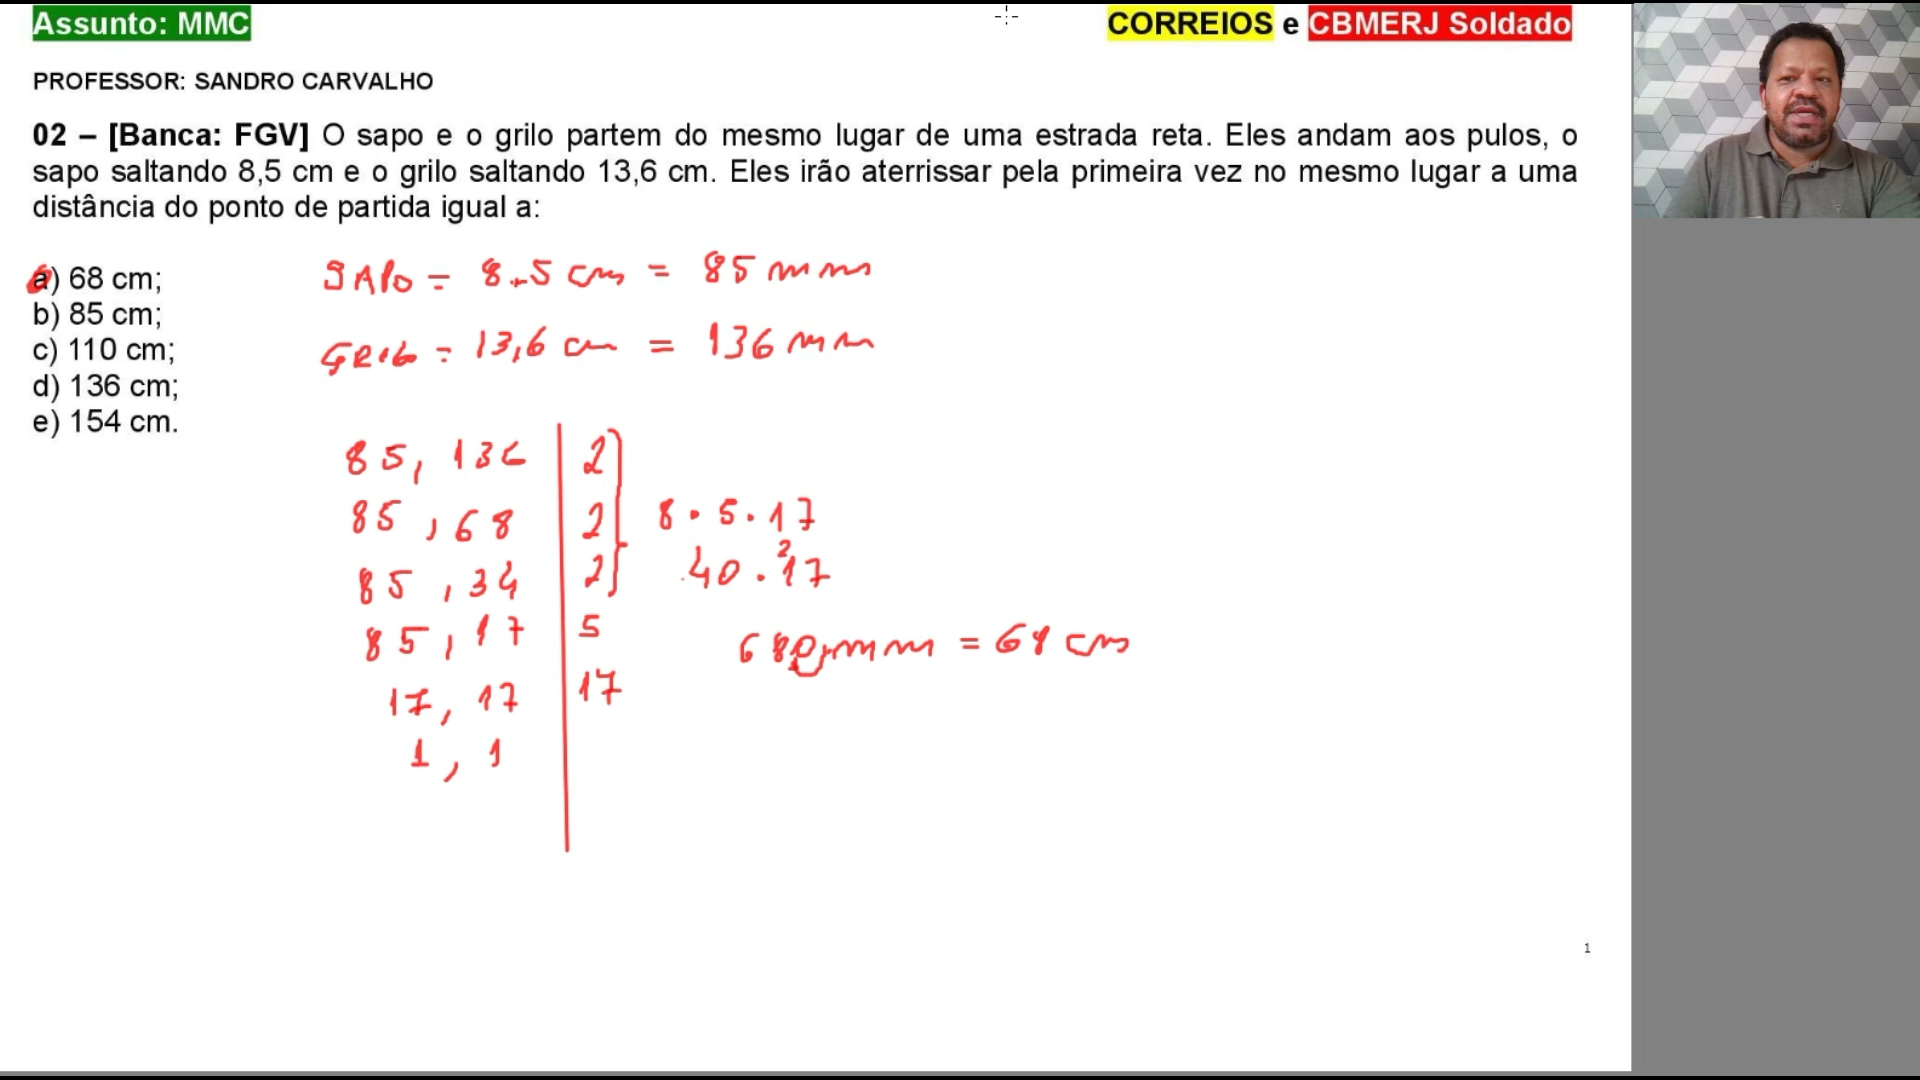 Assunto: MMC
CORREIOS e CBMERJ Soldado
PROFESSOR: SANDRO CARVALHO
02 – [Banca: FGV] O sapo e o grilo partem do mesmo lugar de uma estrada reta. Eles andam aos pulos, o
sapo saltando 8,5 cm e o grilo saltando 13,6 cm. Eles irão aterrissar pela primeira vez no mesmo lugar a uma
distância do ponto de partida igual a:
a) 68 cm;
b) 85 cm;
c) 110 cm;
d) 136 cm;
e) 154 cm.
SAPO = 8,5 cm = 85 mm
GRILO = 13,6 cm = 136 mm
85, 136 | 2
85, 68 | 2
8 . 5 . 17
85, 34 | 2
40 . 17
2
85, 17 | 5
680, mm = 68 cm
17, 17 | 17
1, 1
1